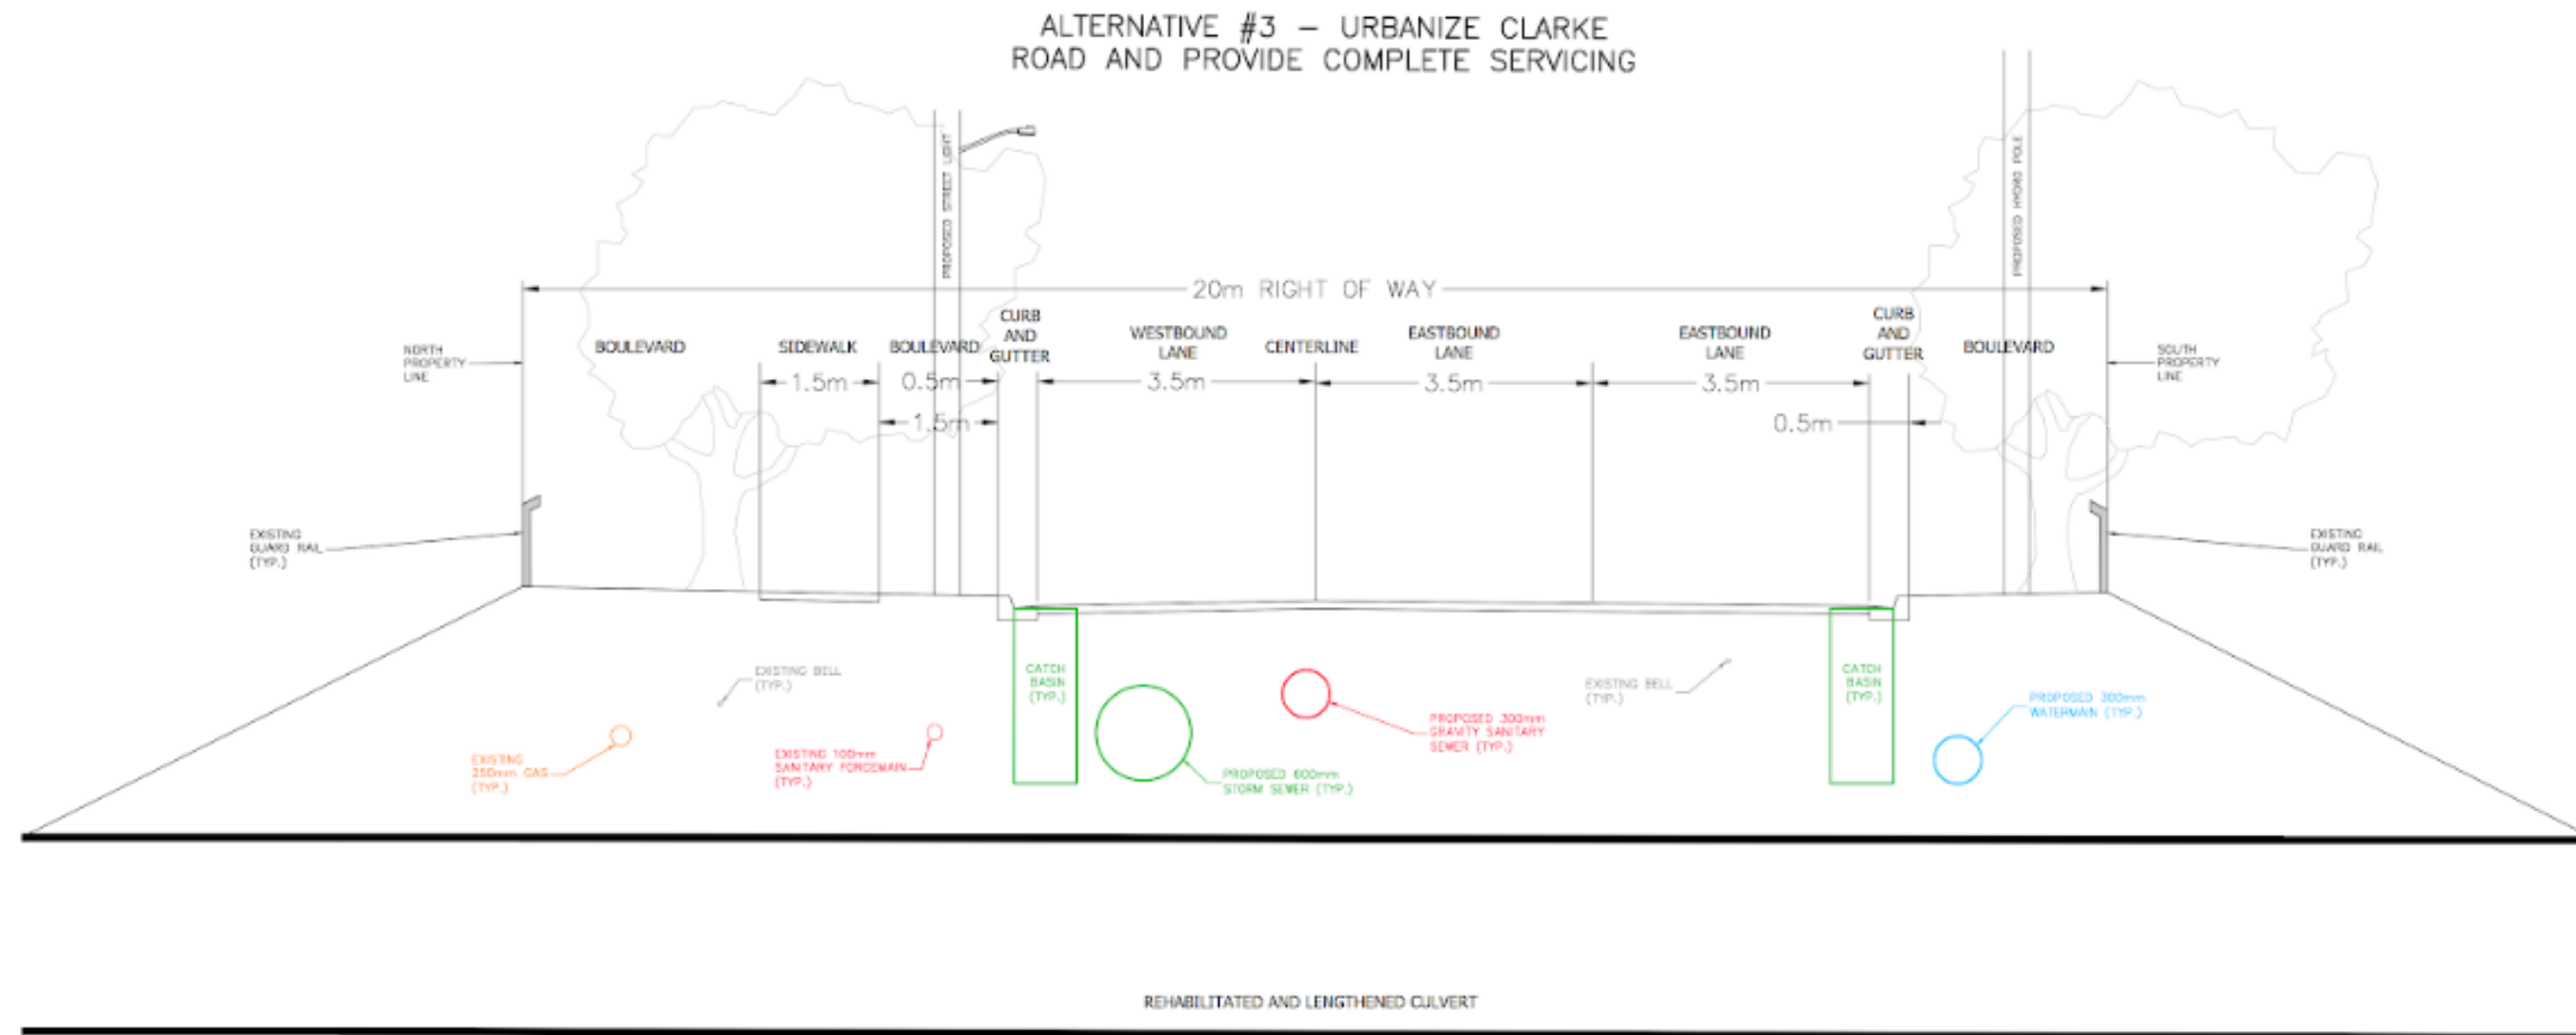 ALTERNATIVE #3 – URBANIZE CLARKE
ROAD AND PROVIDE COMPLETE SERVICING
PROPOSED STREET LIGHT
PROPOSED HYDRO POLE
20m RIGHT OF WAY
NORTH
PROPERTY
LINE
BOULEVARD
SIDEWALK
BOULEVARD
CURB
AND
GUTTER
WESTBOUND
LANE
CENTERLINE
EASTBOUND
LANE
EASTBOUND
LANE
CURB
AND
GUTTER
BOULEVARD
SOUTH
PROPERTY
LINE
1.5m
0.5m
3.5m
3.5m
3.5m
1.5m
0.5m
EXISTING
GUARD RAIL
(TYP.)
EXISTING
GUARD RAIL
(TYP.)
EXISTING
250mm GAS
(TYP.)
EXISTING BELL
(TYP.)
EXISTING 100mm
SANITARY FORCEMAIN
(TYP.)
CATCH
BASIN
(TYP.)
PROPOSED 600mm
STORM SEWER (TYP.)
PROPOSED 300mm
GRAVITY SANITARY
SEWER (TYP.)
EXISTING BELL
(TYP.)
CATCH
BASIN
(TYP.)
PROPOSED 300mm
WATERMAIN (TYP.)
REHABILITATED AND LENGTHENED CULVERT